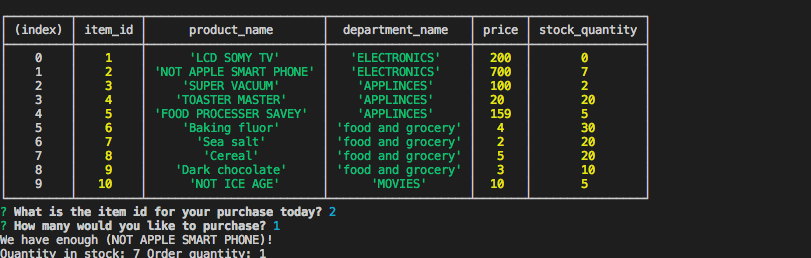 (index) item_id product_name department_name price stock_quantity
0 1 'LCD SOMY TV' 'ELECTRONICS' 200 0
1 2 'NOT APPLE SMART PHONE' 'ELECTRONICS' 700 7
2 3 'SUPER VACUUM' 'APPLINCES' 100 2
3 4 'TOASTER MASTER' 'APPLINCES' 20 20
4 5 'FOOD PROCESSER SAVEY' 'APPLINCES' 159 5
5 6 'Baking fluor' 'food and grocery' 4 30
6 7 'Sea salt' 'food and grocery' 2 20
7 8 'Cereal' 'food and grocery' 5 20
8 9 'Dark chocolate' 'food and grocery' 3 10
9 10 'NOT ICE AGE' 'MOVIES' 10 5
? What is the item id for your purchase today? 2
? How many would you like to purchase? 1
We have enough (NOT APPLE SMART PHONE)!
Quantity in stock: 7 Order quantity: 1